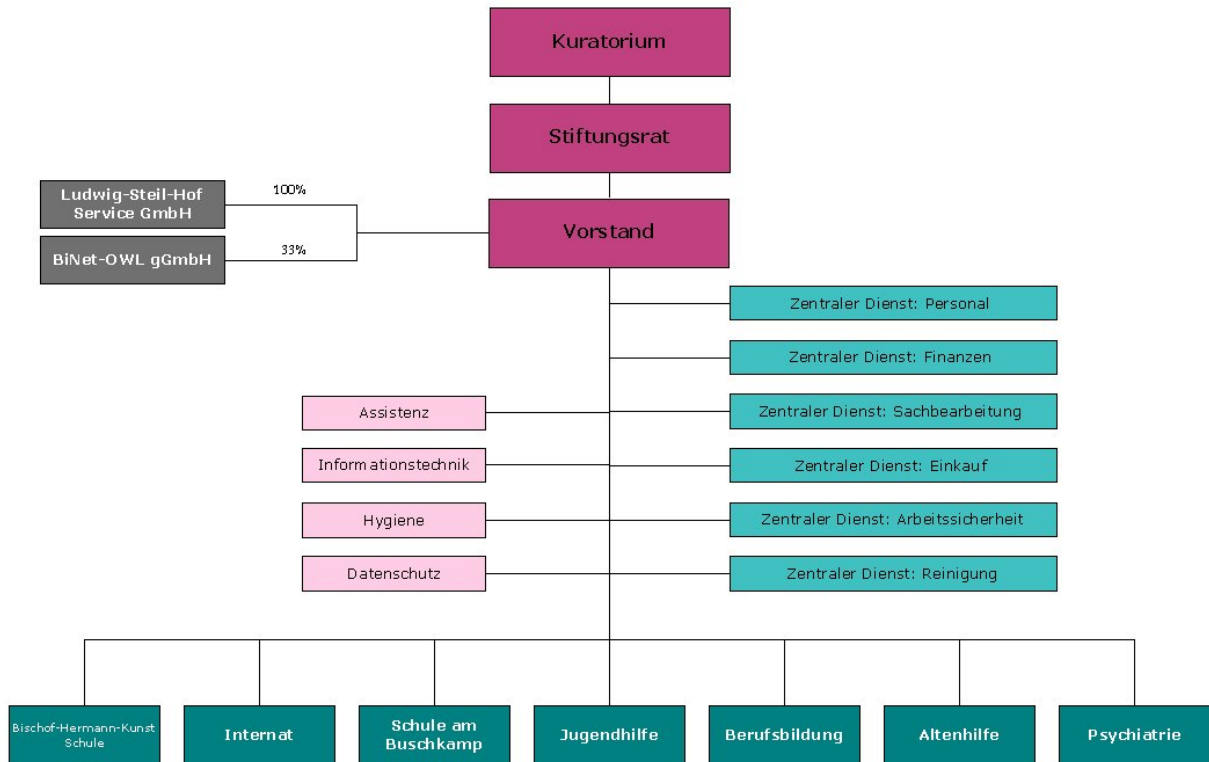 Kuratorium
Stiftungsrat
Ludwig-Steil-Hof
Service GmbH
100%
Vorstand
BiNet-OWL gGmbH
33%
Zentraler Dienst: Personal
Zentraler Dienst: Finanzen
Assistenz
Zentraler Dienst: Sachbearbeitung
Informationstechnik
Zentraler Dienst: Einkauf
Hygiene
Zentraler Dienst: Arbeitssicherheit
Datenschutz
Zentraler Dienst: Reinigung
Bischof-Hermann-Kunst
Schule
Internat
Schule am
Buschkamp
Jugendhilfe
Berufsbildung
Altenhilfe
Psychiatrie